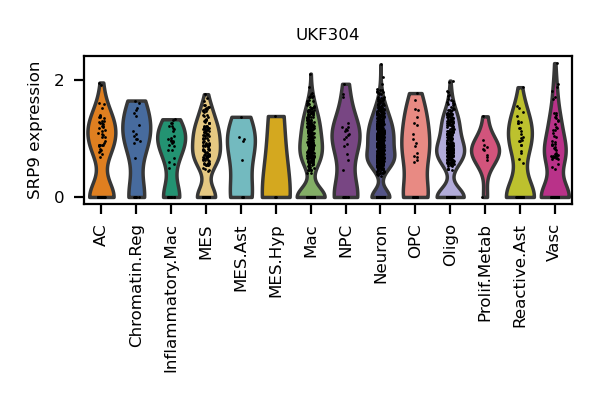 UKF304
SRP9 expression
2
0
AC
Chromatin.Reg
Inflammatory.Mac
MES
MES.Ast
MES.Hyp
Mac
NPC
Neuron
OPC
Oligo
Prolif.Metab
Reactive.Ast
Vasc